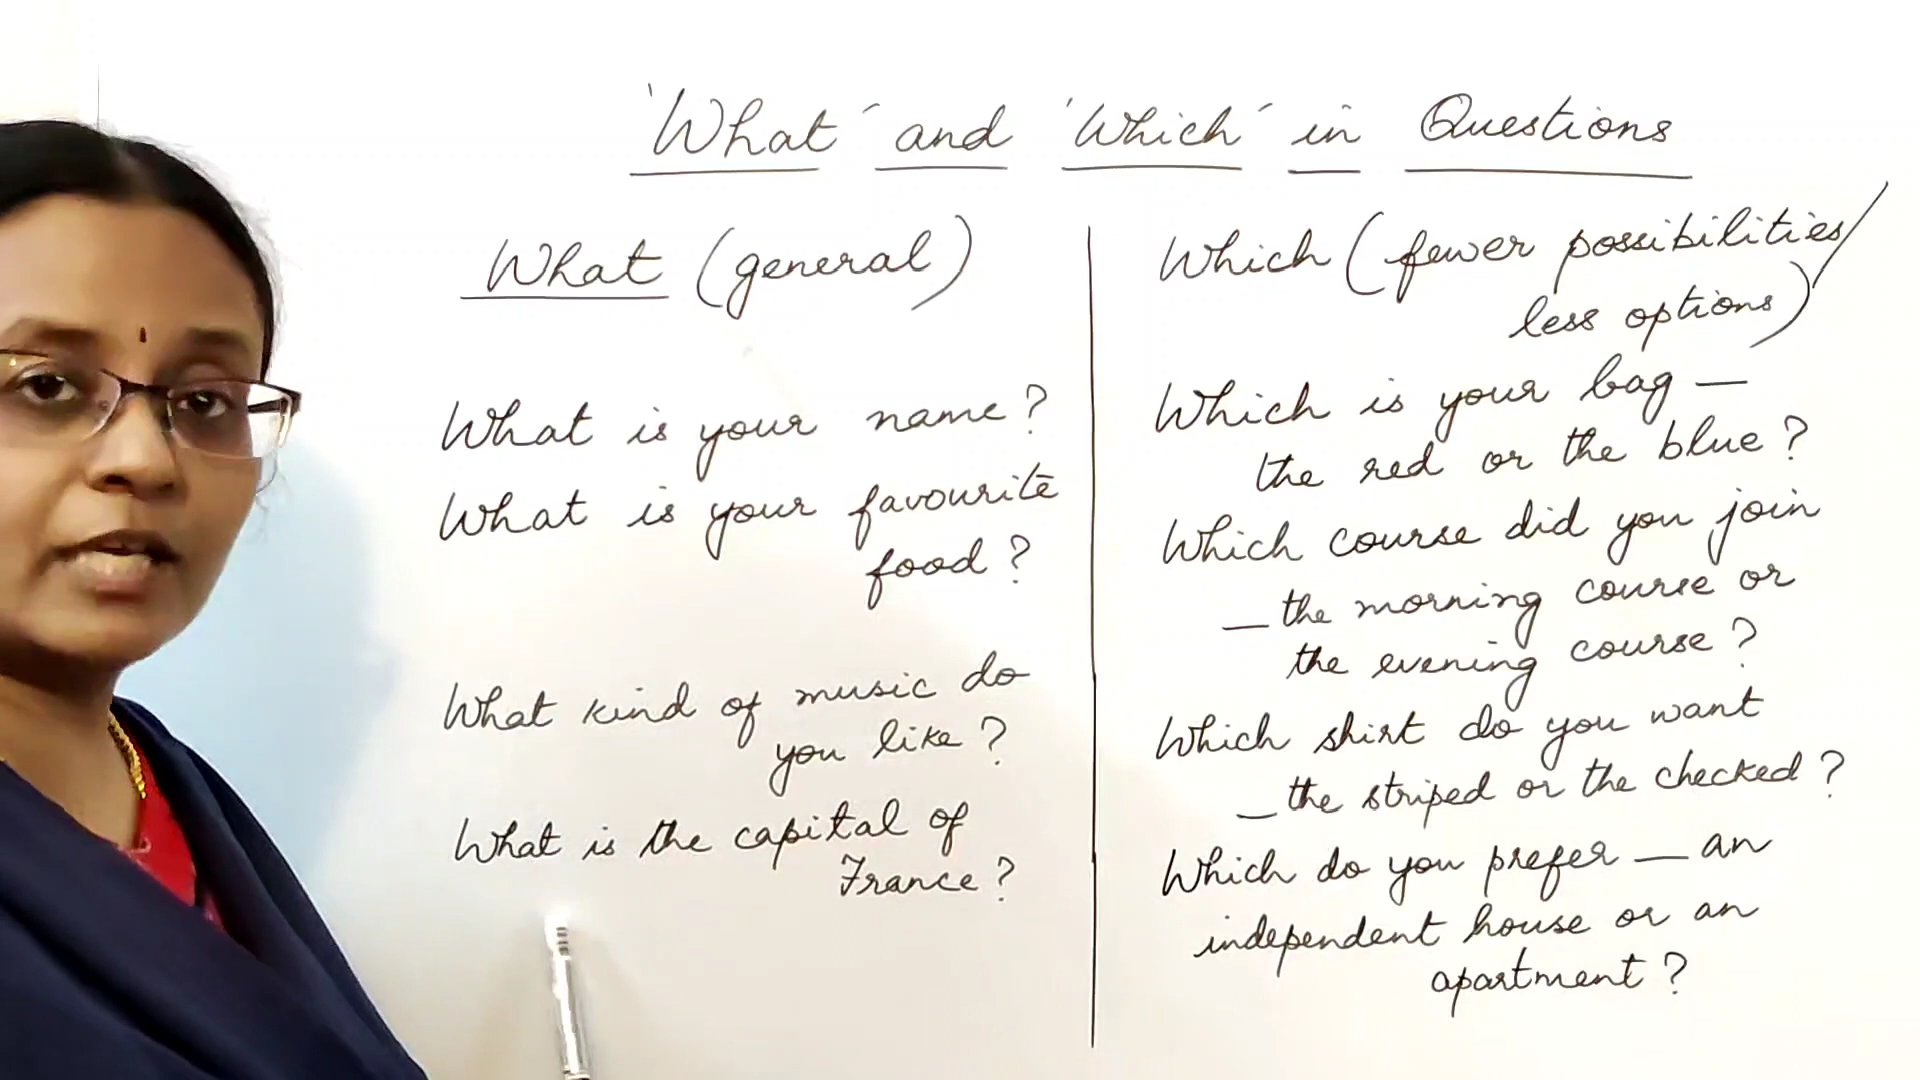 'What' and 'Which' in Questions
What (general)
What is your name?
What is your favourite
food?
What kind of music do
you like?
What is the capital of
France?
Which (fewer possibilities/
less options)
Which is your bag —
the red or the blue?
Which course did you join
— the morning course or
the evening course?
Which shirt do you want
— the striped or the checked?
Which do you prefer — an
independent house or an
apartment?